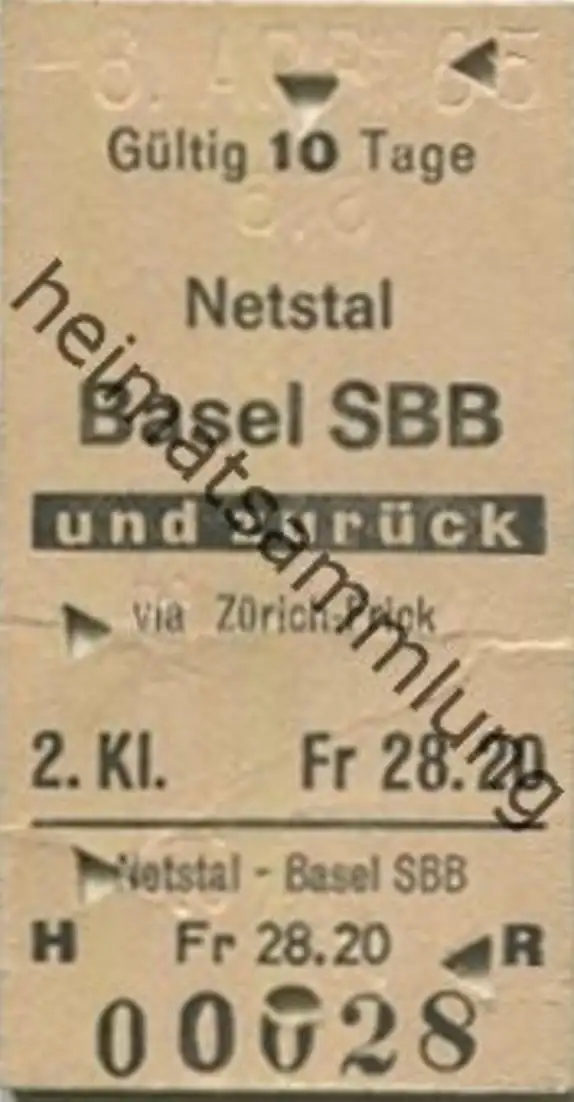 Gültig 10 Tage
Netstal
Basel SBB
und zurück
via Zürich-Frick
2. Kl. Fr 28.20
Netstal - Basel SBB
H Fr 28.20 R
00028
heimatsammlung